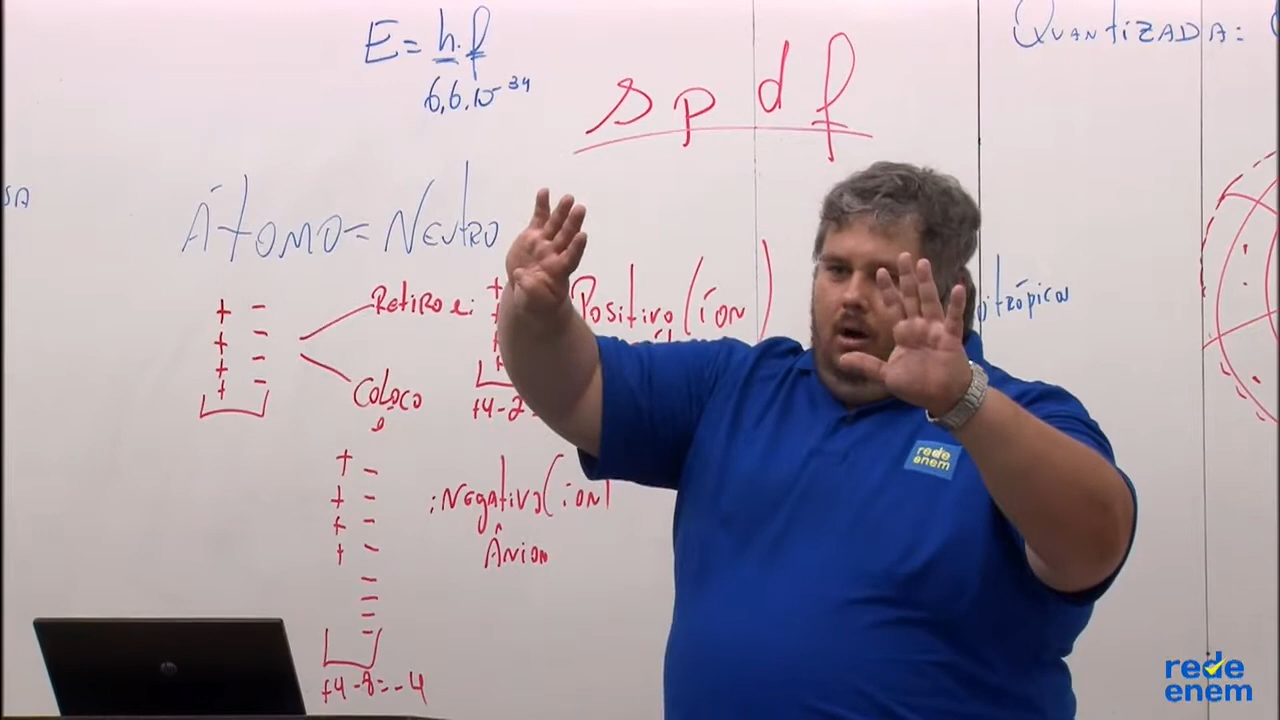 E = h.f
6,6.10-34
s p d f
QUANTIZADA:
ÁTOMO = NEUTRO
+ -
+ -
+ -
+ -
RETIRO e:
Positivo (íon)
itrópico
COLOCO
e
+4-2
+ -
+ -
+ -
+ -
-
-
-
-
:Negativo (íon)
Ânion
+4-8=-4
rede
enem
rede
enem